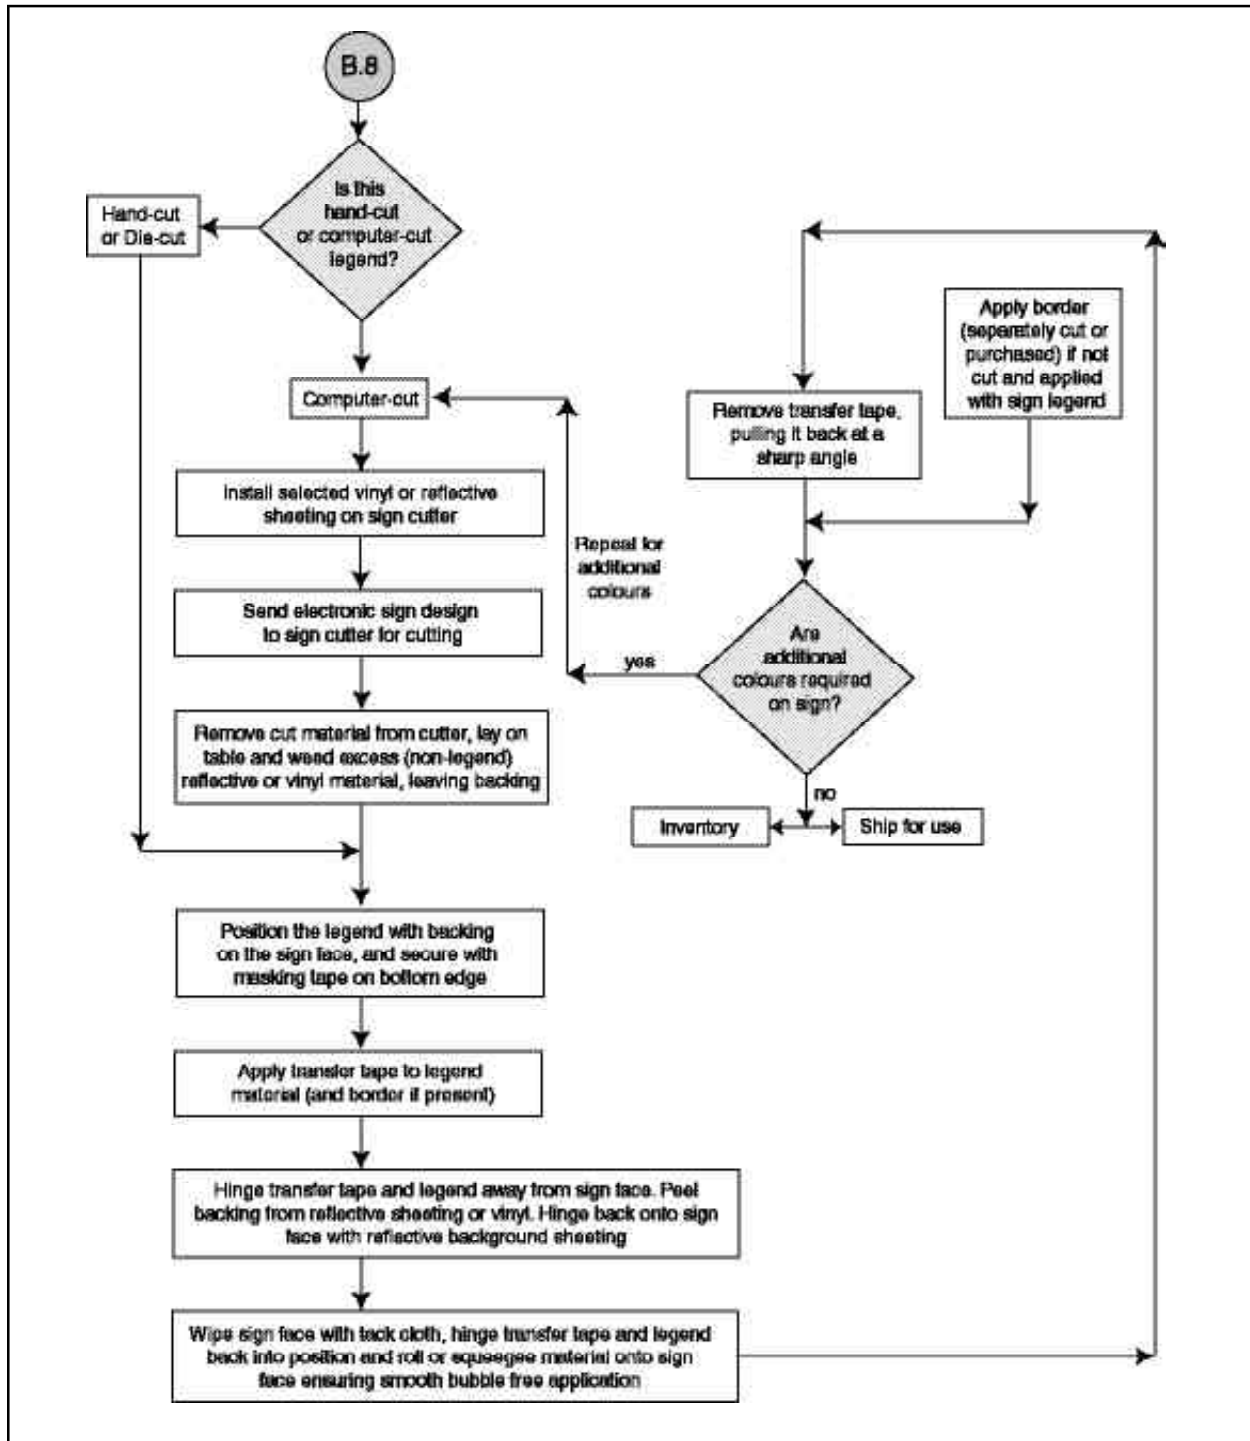 B.8
Is this
hand-cut
or computer-cut
legend?
Hand-cut
or Die-cut
Computer-cut
Install selected vinyl or reflective
sheeting on sign cutter
Send electronic sign design
to sign cutter for cutting
Remove cut material from cutter, lay on
table and weed excess (non-legend)
reflective or vinyl material, leaving backing
Position the legend with backing
on the sign face, and secure with
masking tape on bottom edge
Apply transfer tape to legend
material (and border if present)
Hinge transfer tape and legend away from sign face. Peel
backing from reflective sheeting or vinyl. Hinge back onto sign
face with reflective background sheeting
Wipe sign face with tack cloth, hinge transfer tape and legend
back into position and roll or squeegee material onto sign
face ensuring smooth bubble free application
Apply border
(separately cut or
purchased) if not
cut and applied
with sign legend
Remove transfer tape,
pulling it back at a
sharp angle
Are
additional
colours required
on sign?
yes
Repeat for
additional
colours
no
Inventory
Ship for use